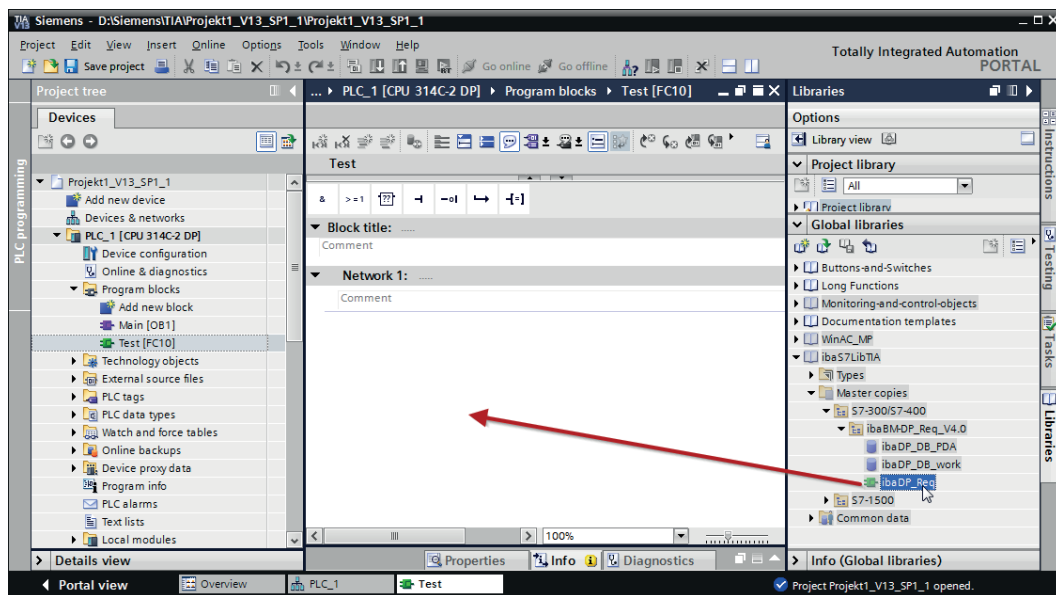 TIA V13 Siemens - D:\Siemens\TIA\Projekt1_V13_SP1_1\Projekt1_V13_SP1_1
Project Edit View Insert Online Options Tools Window Help
Totally Integrated Automation
PORTAL
Save project Go online Go offline
Project tree
Devices
PLC programming
Projekt1_V13_SP1_1
Add new device
Devices & networks
PLC_1 [CPU 314C-2 DP]
Device configuration
Online & diagnostics
Program blocks
Add new block
Main [OB1]
Test [FC10]
Technology objects
External source files
PLC tags
PLC data types
Watch and force tables
Online backups
Device proxy data
Program info
PLC alarms
Text lists
Local modules
Details view
... PLC_1 [CPU 314C-2 DP] Program blocks Test [FC10]
Test
& >=1 ?? -| -o| -[=]
Block title: .....
Comment
Network 1: .....
Comment
100%
Properties Info Diagnostics
Libraries
Options
Library view
Project library
All
Project library
Global libraries
Buttons-and-Switches
Long Functions
Monitoring-and-control-objects
Documentation templates
WinAC_MP
ibaS7LibTIA
Types
Master copies
S7-300/S7-400
ibaBM-DP_Req_V4.0
ibaDP_DB_PDA
ibaDP_DB_work
ibaDP_Req
S7-1500
Common data
Info (Global libraries)
Instructions
Testing
Tasks
Libraries
Portal view Overview PLC_1 Test
Project Projekt1_V13_SP1_1 opened.